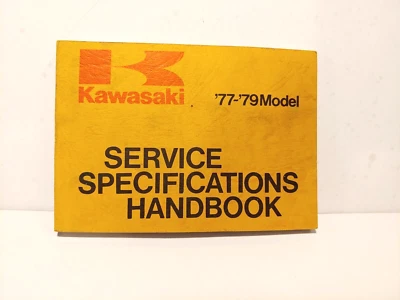 Kawasaki '77-'79 Model
SERVICE
SPECIFICATIONS
HANDBOOK